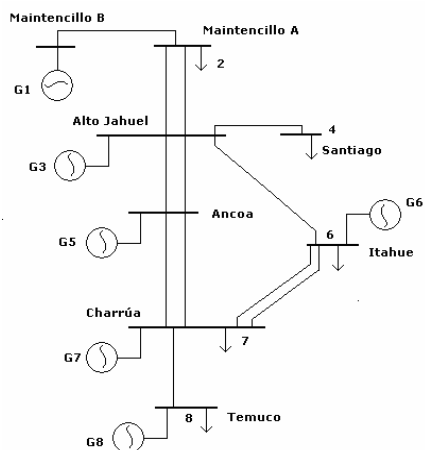 Maintencillo B
Maintencillo A
G1
2
Alto Jahuel
4
Santiago
G3
G6
Ancoa
6
G5
Itahue
Charrúa
7
G7
8
Temuco
G8